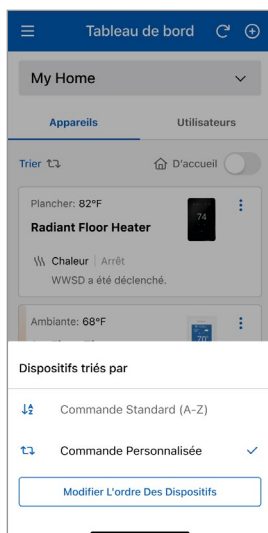 Tableau de bord
My Home
Appareils
Utilisateurs
Trier
D'accueil
Plancher: 82°F
74
Radiant Floor Heater
Chaleur | Arrêt
WWSD a été déclenché.
Ambiante: 68°F
70°
Dispositifs triés par
Commande Standard (A-Z)
Commande Personnalisée
Modifier L'ordre Des Dispositifs